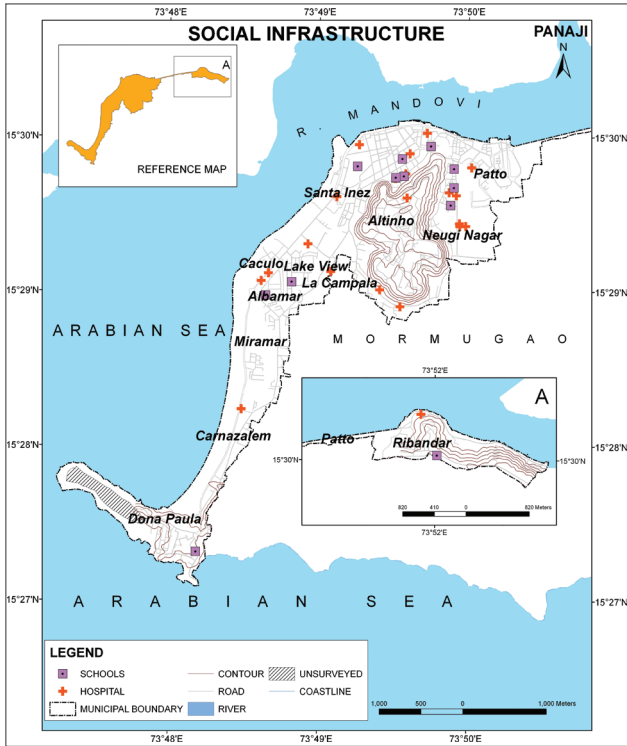 73°48'E
73°49'E
73°50'E
SOCIAL INFRASTRUCTURE
PANAJI
N
A
REFERENCE MAP
R MANDOVI
15°30'N
15°30'N
Patto
Santa Inez
Altinho
Neugi Nagar
Caculo
Lake View
La Campala
Albamar
15°29'N
15°29'N
ARABIAN SEA
MORMUGAO
Miramar
73°52'E
A
Patto
Ribandar
15°30'N
15°30'N
820 410 0 820 Meters
73°52'E
Carnazalem
15°28'N
15°28'N
Dona Paula
15°27'N
15°27'N
ARABIAN SEA
LEGEND
SCHOOLS
CONTOUR
UNSURVEYED
HOSPITAL
ROAD
COASTLINE
MUNICIPAL BOUNDARY
RIVER
1,000 500 0 1,000 Meters
73°48'E
73°49'E
73°50'E